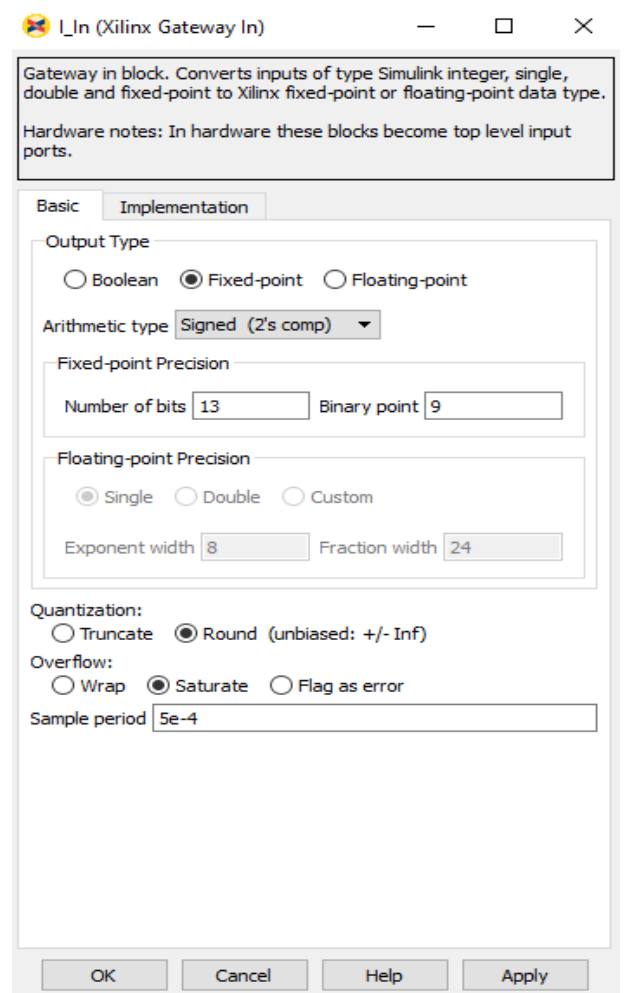 I_In (Xilinx Gateway In)
Gateway in block. Converts inputs of type Simulink integer, single,
double and fixed-point to Xilinx fixed-point or floating-point data type.
Hardware notes: In hardware these blocks become top level input
ports.
Basic Implementation
Output Type
Boolean Fixed-point Floating-point
Arithmetic type Signed (2's comp)
Fixed-point Precision
Number of bits 13 Binary point 9
Floating-point Precision
Single Double Custom
Exponent width 8 Fraction width 24
Quantization:
Truncate Round (unbiased: +/- Inf)
Overflow:
Wrap Saturate Flag as error
Sample period 5e-4
OK Cancel Help Apply